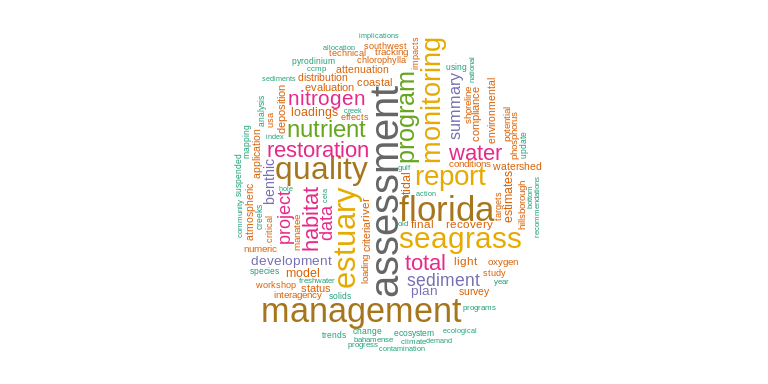 implications
allocation
southwest
technical
tracking
pyrodinium
chlorophylla
ccmp
attenuation
sediments
distribution
coastal
evaluation
impacts
monitoring
using
national
nitrogen
assessment
program
summary
shoreline
compliance
environmental
analysis
usa
deposition
loadings
creek
effects
nutrient
potential
phosphorus
update
index
mapping
restoration
water
application
quality
gulf
conditions
watershed
report
suspended
benthic
tidal
action
estimates
hillsborough
bottom
recommendations
community
creeks
atmospheric
critical
project
hole
manatee
habitat
data
ceia
estuary
river
florida
targets
old
final
recovery
numeric
loading
criteria
seagrass
development
total
light
oxygen
species
model
sediment
study
freshwater
year
workshop
status
plan
survey
interagency
solids
management
programs
trends
change
ecosystem
ecological
bahamense
climate
demand
progress
contamination